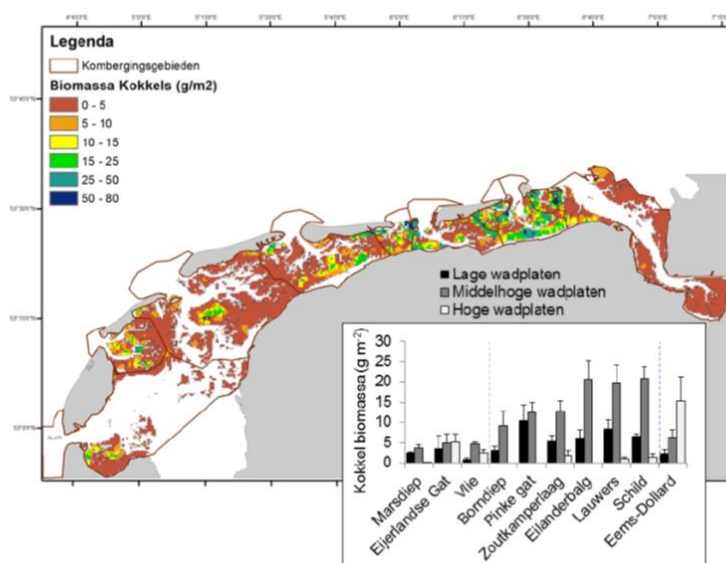 Legenda
Kombergingsgebieden
Biomassa Kokkels (g/m2)
0 - 5
5 - 10
10 - 15
15 - 25
25 - 50
50 - 80
Lage wadplaten
Middelhoge wadplaten
Hoge wadplaten
Kokkel biomassa (g m-2)
30
25
20
15
10
5
0
Marsdiep
Eijerlandse Gat
Vlie
Borndiep
Pinke gat
Zoutkamperlaag
Eilanderbalg
Lauwers
Schild
Eems-Dollard